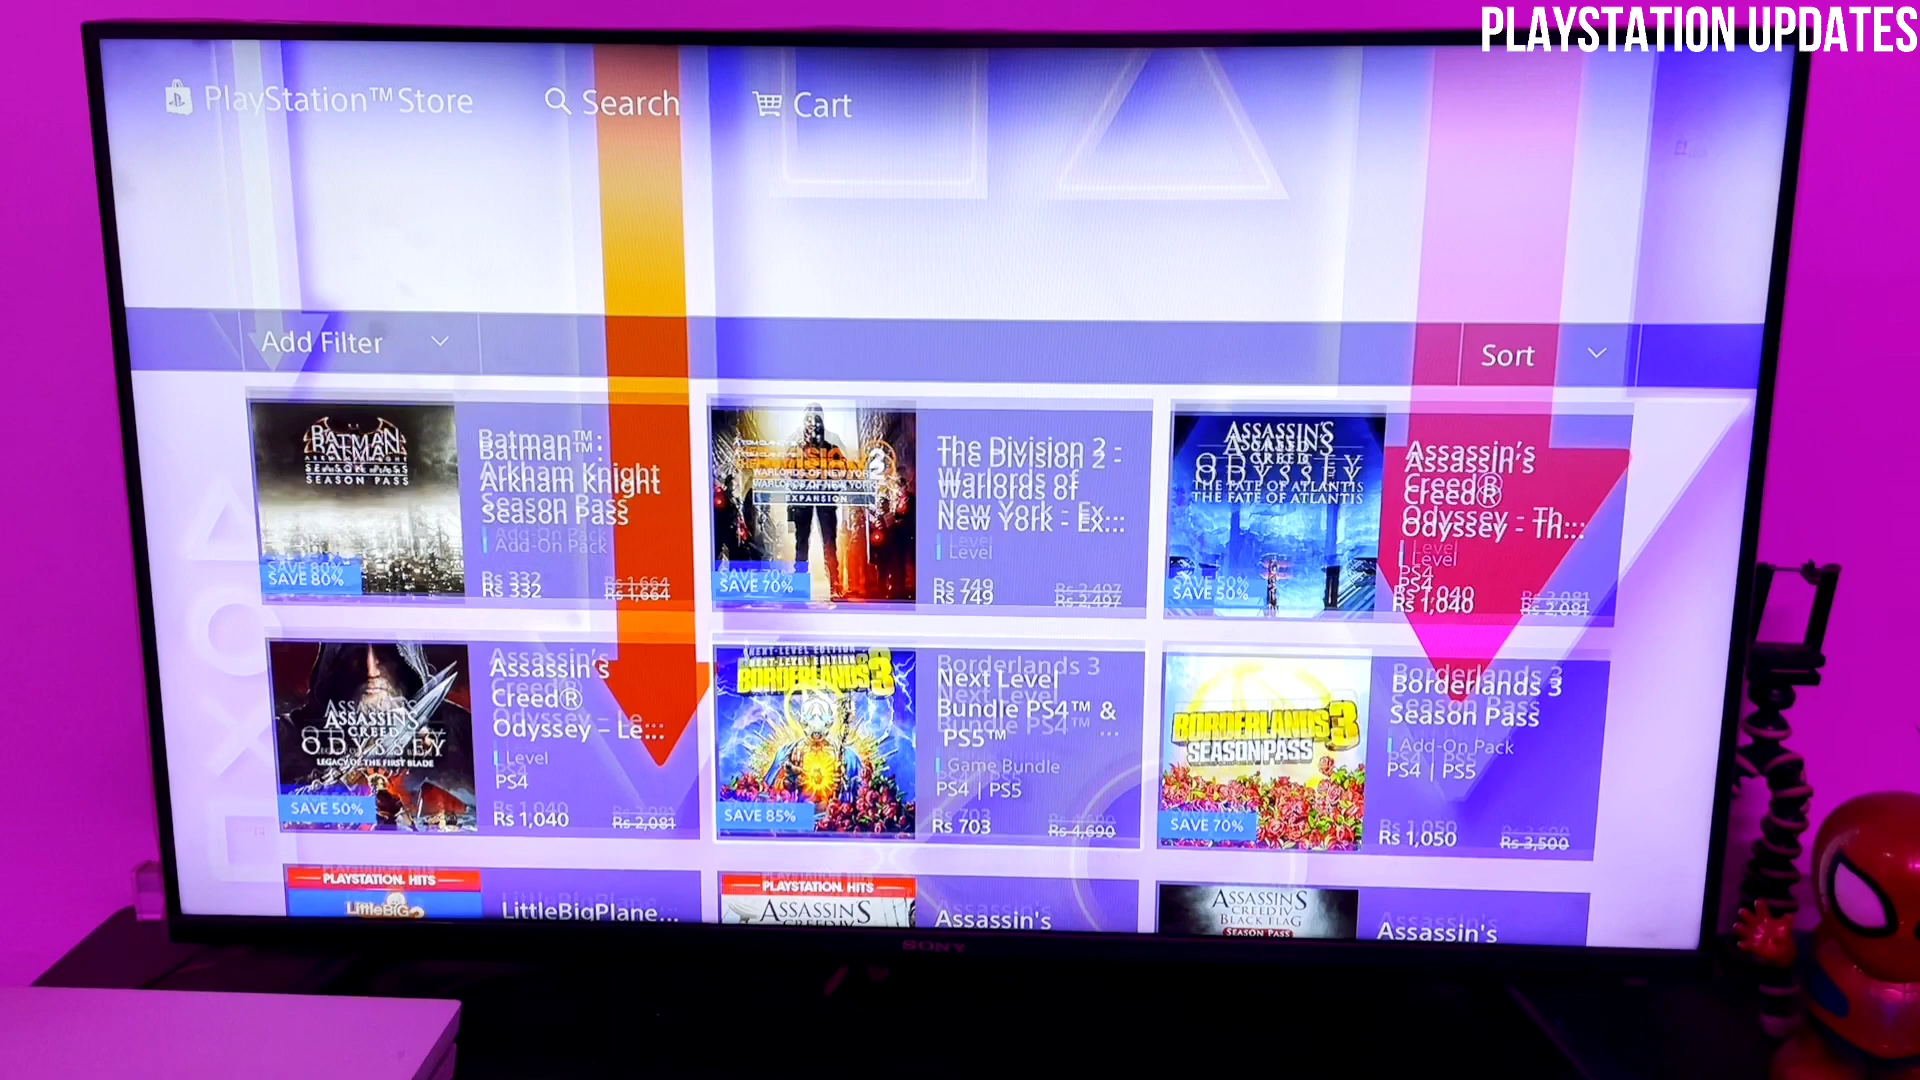 PLAYSTATION UPDATES
PlayStation™Store
Search
Cart
Add Filter
Sort
BATMAN
SEASON PASS
SAVE 80%
Batman™:
Arkham Knight
Season Pass
Add-On Pack
Rs 332
Rs 1,664
WARLORDS OF NEW YORK
EXPANSION
SAVE 70%
The Division 2 -
Warlords of
New York - Ex...
Level
Rs 749
Rs 2,497
ASSASSIN'S
CREED
ODYSSEY
THE FATE OF ATLANTIS
SAVE 50%
Assassin's
Creed®
Odyssey - Th...
Level
PS4
Rs 1,040
Rs 2,081
ASSASSIN'S
CREED
ODYSSEY
LEGACY OF THE FIRST BLADE
SAVE 50%
Assassin's
Creed®
Odyssey – Le...
Level
PS4
Rs 1,040
Rs 2,081
NEXT-LEVEL EDITION
BORDERLANDS 3
SAVE 85%
Borderlands 3
Next Level
Bundle PS4™ &
PS5™
Game Bundle
PS4 | PS5
Rs 703
Rs 4,690
BORDERLANDS 3
SEASON PASS
SAVE 70%
Borderlands 3
Season Pass
Add-On Pack
PS4 | PS5
Rs 1,050
Rs 3,500
PLAYSTATION. HITS
LittleBIG
LittleBigPlane...
PLAYSTATION. HITS
ASSASSIN'S
CREED IV
Assassin's
ASSASSIN'S
CREED IV
BLACK FLAG
SEASON PASS
Assassin's
SONY